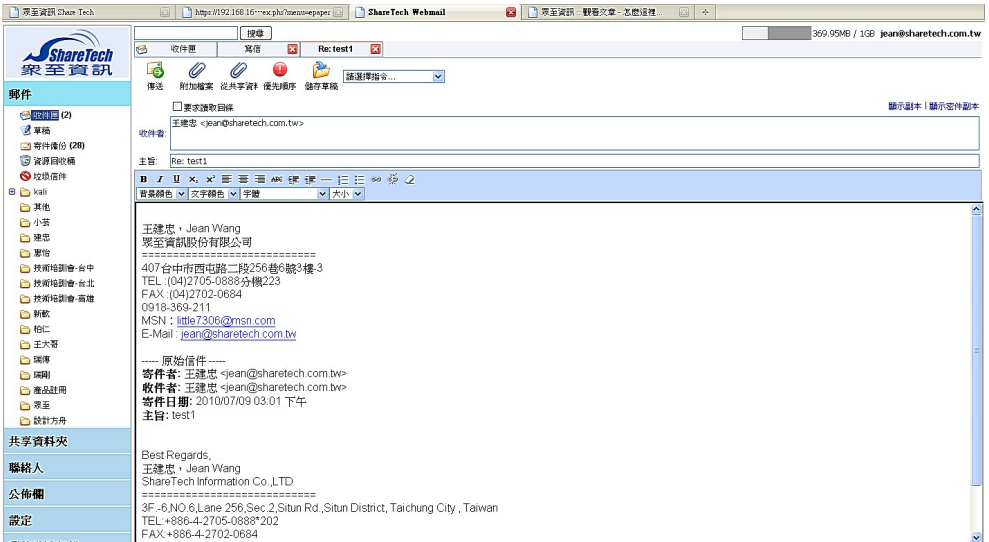 眾至資訊 Share Tech
https://192.168.16···ex.php?menu=epaper
ShareTech Webmail
眾至資訊 :: 觀看文章 - 怎麼這裡...
搜尋
369.95MB / 1GB jean@sharetech.com.tw
ShareTech
眾至資訊
收件匣
寫信
Re: test1
傳送
附加檔案
從共享資料
優先順序
儲存草稿
請選擇指令...
郵件
要求讀取回條
顯示副本 | 顯示密件副本
收件者:
王建忠 <jean@sharetech.com.tw>
主旨:
Re: test1
收件匣 (2)
草稿
寄件備份 (28)
資源回收桶
垃圾信件
kali
其他
小芸
建忠
惠怡
技術培訓會-台中
技術培訓會-台北
技術培訓會-高雄
新歡
柏仁
王大哥
瑞傳
瑞剛
產品註冊
眾至
設計方舟
共享資料夾
聯絡人
公佈欄
設定
B I U x₂ x² ABC
背景顏色
文字顏色
字體
大小
王建忠，Jean Wang
眾至資訊股份有限公司
============================
407台中市西屯路二段256巷6號3樓-3
TEL :(04)2705-0888分機223
FAX :(04)2702-0684
0918-369-211
MSN：little7306@msn.com
E-Mail : jean@sharetech.com.tw
----- 原始信件 -----
寄件者: 王建忠 <jean@sharetech.com.tw>
收件者: 王建忠 <jean@sharetech.com.tw>
寄件日期: 2010/07/09 03:01 下午
主旨: test1
Best Regards,
王建忠，Jean Wang
ShareTech Information Co.,LTD
============================
3F.-6,NO.6,Lane 256,Sec.2,Situn Rd.,Situn District, Taichung City , Taiwan
TEL:+886-4-2705-0888*202
FAX:+886-4-2702-0684